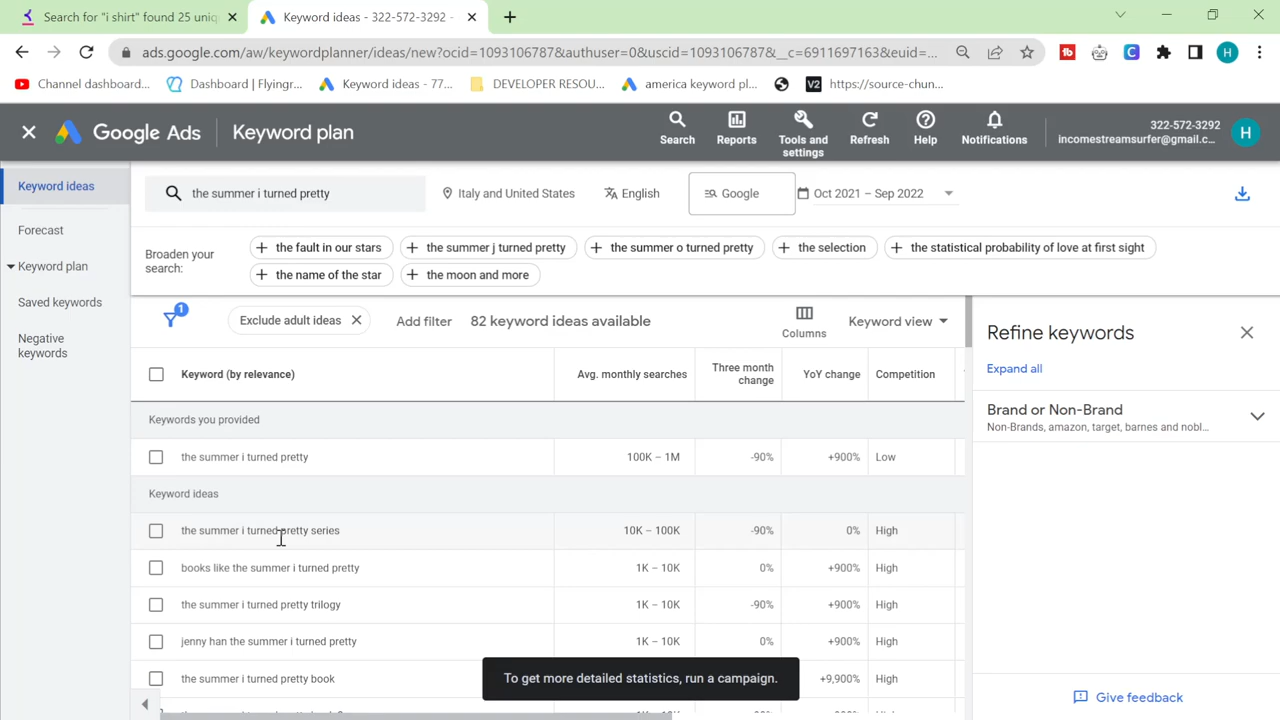 Search for "i shirt" found 25 uniq
Keyword ideas - 322-572-3292 -
ads.google.com/aw/keywordplanner/ideas/new?ocid=1093106787&authuser=0&uscid=1093106787&__c=6911697163&euid=...
Channel dashboard...
Dashboard | Flyingr...
Keyword ideas - 77...
DEVELOPER RESOU...
america keyword pl...
https://source-chun...
Google Ads
Keyword plan
Search
Reports
Tools and settings
Refresh
Help
Notifications
322-572-3292
incomestreamsurfer@gmail.c...
H
Keyword ideas
Forecast
Keyword plan
Saved keywords
Negative keywords
the summer i turned pretty
Italy and United States
English
Google
Oct 2021 – Sep 2022
Broaden your search:
the fault in our stars
the summer j turned pretty
the summer o turned pretty
the selection
the statistical probability of love at first sight
the name of the star
the moon and more
1
Exclude adult ideas
Add filter
82 keyword ideas available
Columns
Keyword view
Keyword (by relevance)
Avg. monthly searches
Three month change
YoY change
Competition
Keywords you provided
the summer i turned pretty
100K – 1M
-90%
+900%
Low
Keyword ideas
the summer i turned pretty series
10K – 100K
-90%
0%
High
books like the summer i turned pretty
1K – 10K
0%
+900%
High
the summer i turned pretty trilogy
1K – 10K
-90%
+900%
High
jenny han the summer i turned pretty
1K – 10K
0%
+900%
High
the summer i turned pretty book
+9,900%
High
To get more detailed statistics, run a campaign.
Refine keywords
Expand all
Brand or Non-Brand
Non-Brands, amazon, target, barnes and nobl...
Give feedback